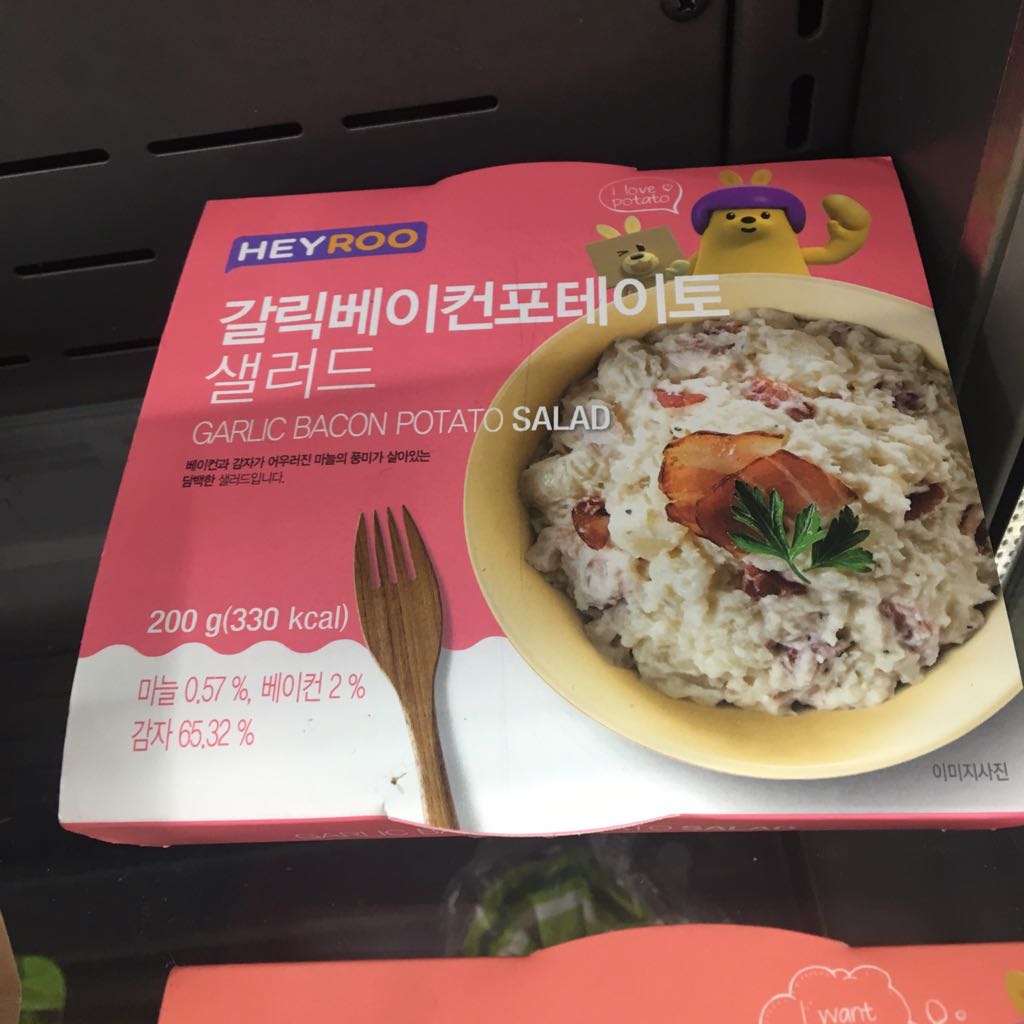 I love
potato
HEYROO
갈릭베이컨포테이토
샐러드
GARLIC BACON POTATO SALAD
베이컨과 감자가 어우러진 마늘의 풍미가 살아있는
담백한 샐러드입니다.
200 g(330 kcal)
마늘 0.57 %, 베이컨 2 %
감자 65.32 %
이미지사진
GARLIC SALAD
I want